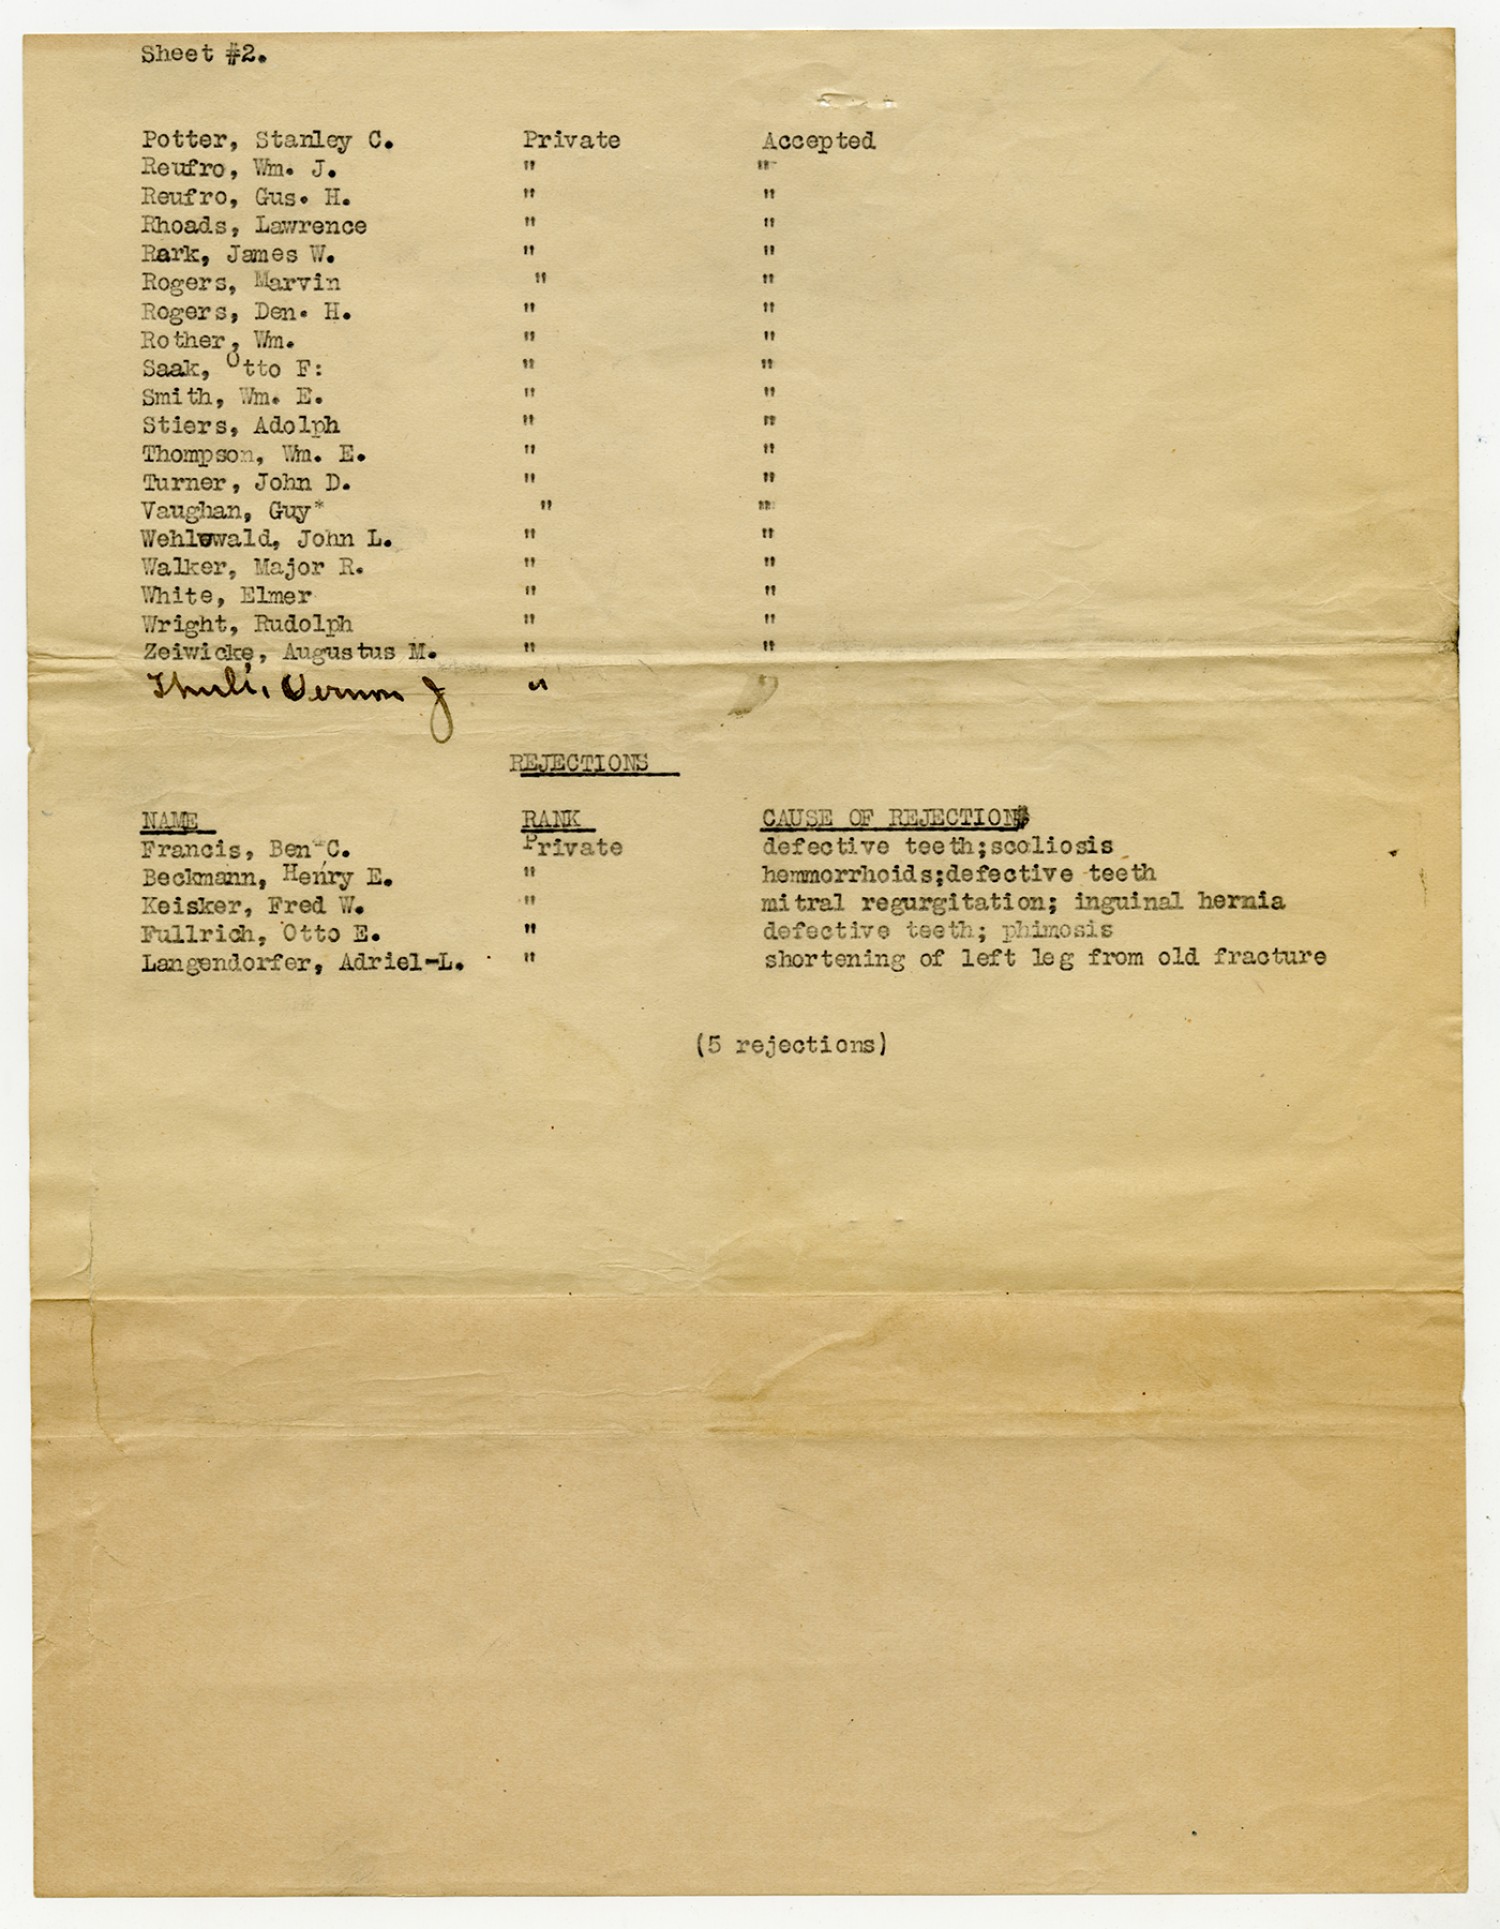 Sheet #2.
Potter, Stanley C. Private Accepted
Reufro, Wm. J. " "
Reufro, Gus. H. " "
Rhoads, Lawrence " "
Rark, James W. " "
Rogers, Marvin " "
Rogers, Den. H. " "
Rother, Wm. " "
Saak, Otto F: " "
Smith, Wm. E. " "
Stiers, Adolph " "
Thompson, Wm. E. " "
Turner, John D. " "
Vaughan, Guy* " "
Wehlewald, John L. " "
Walker, Major R. " "
White, Elmer " "
Wright, Rudolph " "
Zeiwicke, Augustus M. " "
Vernon J " "
REJECTIONS
NAME RANK CAUSE OF REJECTION
Francis, Ben C. Private defective teeth;scoliosis
Beckmann, Henry E. " hemmorrhoids;defective teeth
Keisker, Fred W. " mitral regurgitation; inguinal hernia
Fullrich, Otto E. " defective teeth; phimosis
Langendorfer, Adriel-L. " shortening of left leg from old fracture
(5 rejections)